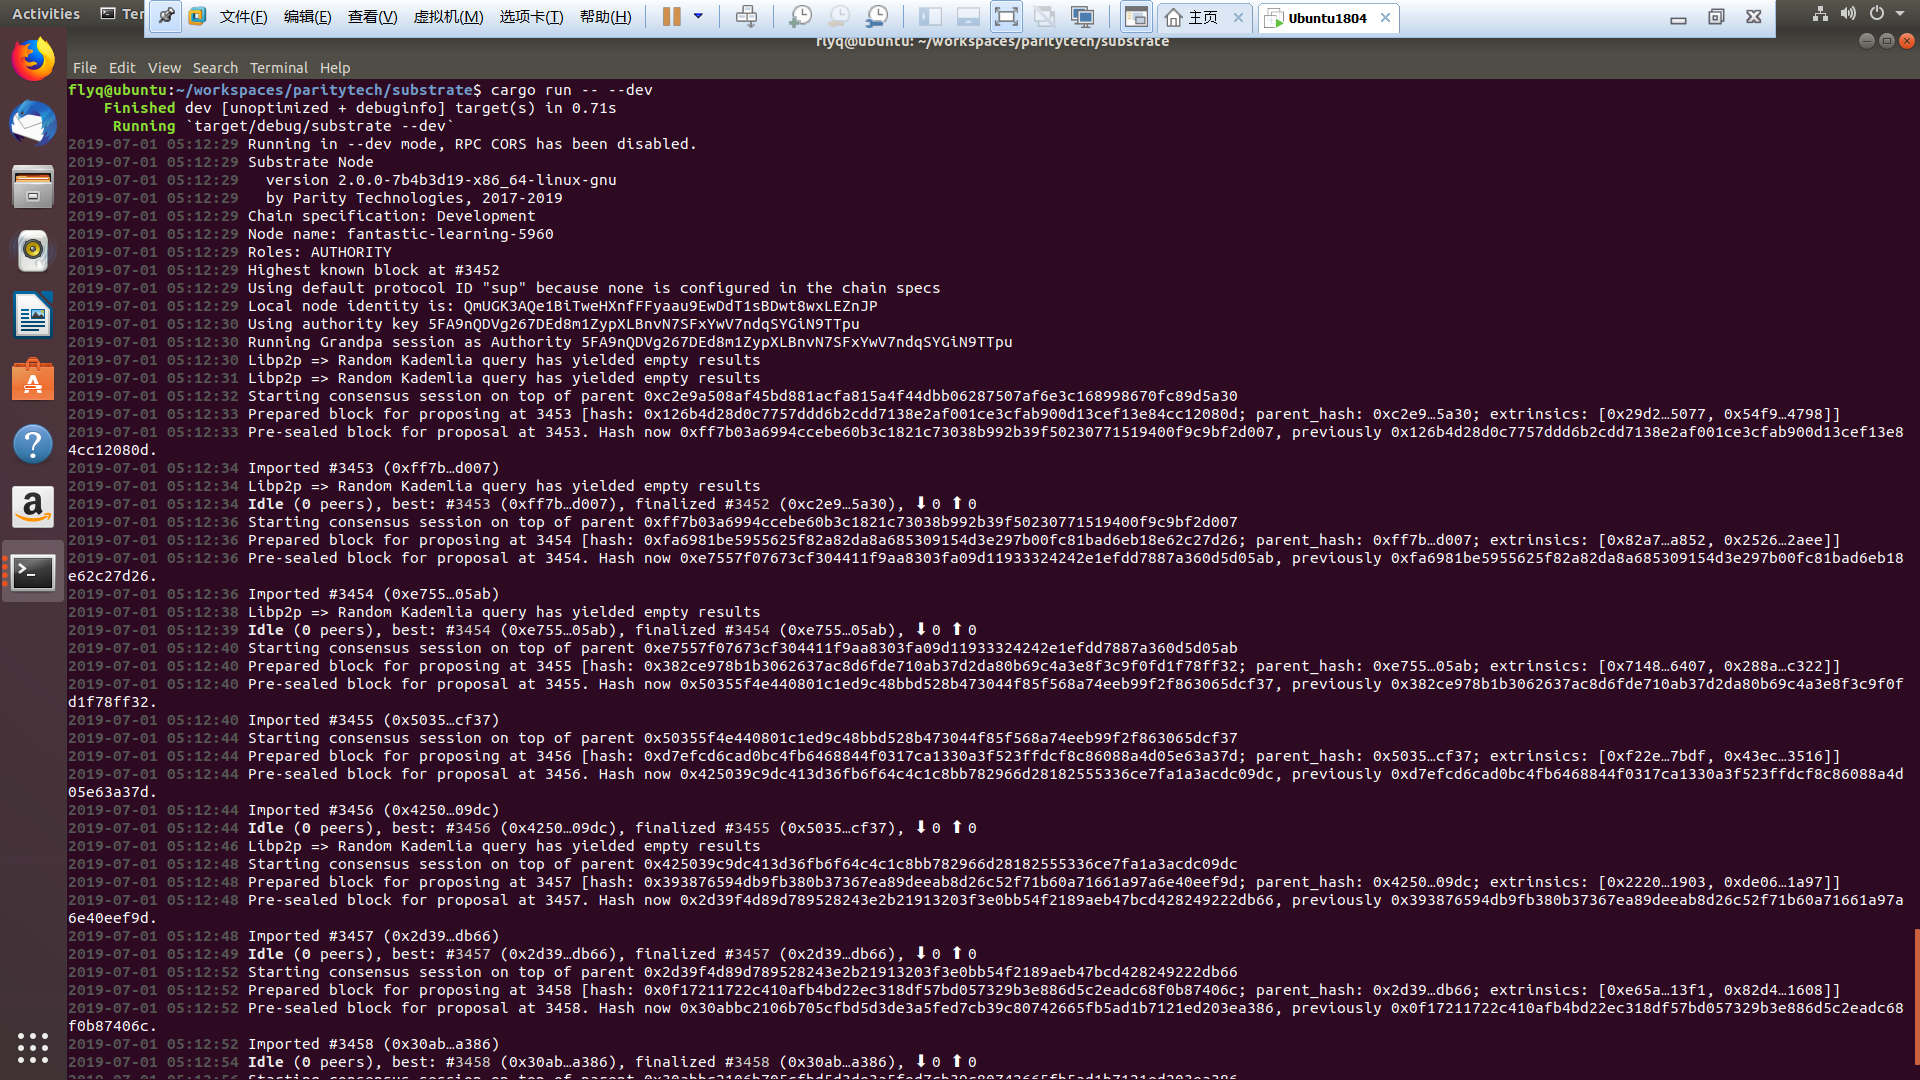 Activities
Ter
文件(F) 编辑(E) 查看(V) 虚拟机(M) 选项卡(T) 帮助(H)
主页
Ubuntu1804
flyq@ubuntu: ~/workspaces/paritytech/substrate
File Edit View Search Terminal Help
flyq@ubuntu:~/workspaces/paritytech/substrate$ cargo run -- --dev
Finished dev [unoptimized + debuginfo] target(s) in 0.71s
Running `target/debug/substrate --dev`
2019-07-01 05:12:29 Running in --dev mode, RPC CORS has been disabled.
2019-07-01 05:12:29 Substrate Node
2019-07-01 05:12:29   version 2.0.0-7b4b3d19-x86_64-linux-gnu
2019-07-01 05:12:29   by Parity Technologies, 2017-2019
2019-07-01 05:12:29 Chain specification: Development
2019-07-01 05:12:29 Node name: fantastic-learning-5960
2019-07-01 05:12:29 Roles: AUTHORITY
2019-07-01 05:12:29 Highest known block at #3452
2019-07-01 05:12:29 Using default protocol ID "sup" because none is configured in the chain specs
2019-07-01 05:12:29 Local node identity is: QmUGK3AQe1BiTweHXnfFFyaau9EwDdT1sBDwt8wxLEZnJP
2019-07-01 05:12:30 Using authority key 5FA9nQDVg267DEd8m1ZypXLBnvN7SFxYwV7ndqSYGiN9TTpu
2019-07-01 05:12:30 Running Grandpa session as Authority 5FA9nQDVg267DEd8m1ZypXLBnvN7SFxYwV7ndqSYGiN9TTpu
2019-07-01 05:12:30 Libp2p => Random Kademlia query has yielded empty results
2019-07-01 05:12:31 Libp2p => Random Kademlia query has yielded empty results
2019-07-01 05:12:32 Starting consensus session on top of parent 0xc2e9a508af45bd881acfa815a4f44dbb06287507af6e3c168998670fc89d5a30
2019-07-01 05:12:33 Prepared block for proposing at 3453 [hash: 0x126b4d28d0c7757ddd6b2cdd7138e2af001ce3cfab900d13cef13e84cc12080d; parent_hash: 0xc2e9…5a30; extrinsics: [0x29d2…5077, 0x54f9…4798]]
2019-07-01 05:12:33 Pre-sealed block for proposal at 3453. Hash now 0xff7b03a6994ccebe60b3c1821c73038b992b39f50230771519400f9c9bf2d007, previously 0x126b4d28d0c7757ddd6b2cdd7138e2af001ce3cfab900d13cef13e8
4cc12080d.
2019-07-01 05:12:34 Imported #3453 (0xff7b…d007)
2019-07-01 05:12:34 Libp2p => Random Kademlia query has yielded empty results
2019-07-01 05:12:34 Idle (0 peers), best: #3453 (0xff7b…d007), finalized #3452 (0xc2e9…5a30), ⬇ 0 ⬆ 0
2019-07-01 05:12:36 Starting consensus session on top of parent 0xff7b03a6994ccebe60b3c1821c73038b992b39f50230771519400f9c9bf2d007
2019-07-01 05:12:36 Prepared block for proposing at 3454 [hash: 0xfa6981be5955625f82a82da8a685309154d3e297b00fc81bad6eb18e62c27d26; parent_hash: 0xff7b…d007; extrinsics: [0x82a7…a852, 0x2526…2aee]]
2019-07-01 05:12:36 Pre-sealed block for proposal at 3454. Hash now 0xe7557f07673cf304411f9aa8303fa09d11933324242e1efdd7887a360d5d05ab, previously 0xfa6981be5955625f82a82da8a685309154d3e297b00fc81bad6eb18
e62c27d26.
2019-07-01 05:12:36 Imported #3454 (0xe755…05ab)
2019-07-01 05:12:38 Libp2p => Random Kademlia query has yielded empty results
2019-07-01 05:12:39 Idle (0 peers), best: #3454 (0xe755…05ab), finalized #3454 (0xe755…05ab), ⬇ 0 ⬆ 0
2019-07-01 05:12:40 Starting consensus session on top of parent 0xe7557f07673cf304411f9aa8303fa09d11933324242e1efdd7887a360d5d05ab
2019-07-01 05:12:40 Prepared block for proposing at 3455 [hash: 0x382ce978b1b3062637ac8d6fde710ab37d2da80b69c4a3e8f3c9f0fd1f78ff32; parent_hash: 0xe755…05ab; extrinsics: [0x7148…6407, 0x288a…c322]]
2019-07-01 05:12:40 Pre-sealed block for proposal at 3455. Hash now 0x50355f4e440801c1ed9c48bbd528b473044f85f568a74eeb99f2f863065dcf37, previously 0x382ce978b1b3062637ac8d6fde710ab37d2da80b69c4a3e8f3c9f0f
d1f78ff32.
2019-07-01 05:12:40 Imported #3455 (0x5035…cf37)
2019-07-01 05:12:44 Starting consensus session on top of parent 0x50355f4e440801c1ed9c48bbd528b473044f85f568a74eeb99f2f863065dcf37
2019-07-01 05:12:44 Prepared block for proposing at 3456 [hash: 0xd7efcd6cad0bc4fb6468844f0317ca1330a3f523ffdcf8c86088a4d05e63a37d; parent_hash: 0x5035…cf37; extrinsics: [0xf22e…7bdf, 0x43ec…3516]]
2019-07-01 05:12:44 Pre-sealed block for proposal at 3456. Hash now 0x425039c9dc413d36fb6f64c4c1c8bb782966d28182555336ce7fa1a3acdc09dc, previously 0xd7efcd6cad0bc4fb6468844f0317ca1330a3f523ffdcf8c86088a4d
05e63a37d.
2019-07-01 05:12:44 Imported #3456 (0x4250…09dc)
2019-07-01 05:12:44 Idle (0 peers), best: #3456 (0x4250…09dc), finalized #3455 (0x5035…cf37), ⬇ 0 ⬆ 0
2019-07-01 05:12:46 Libp2p => Random Kademlia query has yielded empty results
2019-07-01 05:12:48 Starting consensus session on top of parent 0x425039c9dc413d36fb6f64c4c1c8bb782966d28182555336ce7fa1a3acdc09dc
2019-07-01 05:12:48 Prepared block for proposing at 3457 [hash: 0x393876594db9fb380b37367ea89deeab8d26c52f71b60a71661a97a6e40eef9d; parent_hash: 0x4250…09dc; extrinsics: [0x2220…1903, 0xde06…1a97]]
2019-07-01 05:12:48 Pre-sealed block for proposal at 3457. Hash now 0x2d39f4d89d789528243e2b21913203f3e0bb54f2189aeb47bcd428249222db66, previously 0x393876594db9fb380b37367ea89deeab8d26c52f71b60a71661a97a
6e40eef9d.
2019-07-01 05:12:48 Imported #3457 (0x2d39…db66)
2019-07-01 05:12:49 Idle (0 peers), best: #3457 (0x2d39…db66), finalized #3457 (0x2d39…db66), ⬇ 0 ⬆ 0
2019-07-01 05:12:52 Starting consensus session on top of parent 0x2d39f4d89d789528243e2b21913203f3e0bb54f2189aeb47bcd428249222db66
2019-07-01 05:12:52 Prepared block for proposing at 3458 [hash: 0x0f17211722c410afb4bd22ec318df57bd057329b3e886d5c2eadc68f0b87406c; parent_hash: 0x2d39…db66; extrinsics: [0xe65a…13f1, 0x82d4…1608]]
2019-07-01 05:12:52 Pre-sealed block for proposal at 3458. Hash now 0x30abbc2106b705cfbd5d3de3a5fed7cb39c80742665fb5ad1b7121ed203ea386, previously 0x0f17211722c410afb4bd22ec318df57bd057329b3e886d5c2eadc68
f0b87406c.
2019-07-01 05:12:52 Imported #3458 (0x30ab…a386)
2019-07-01 05:12:54 Idle (0 peers), best: #3458 (0x30ab…a386), finalized #3458 (0x30ab…a386), ⬇ 0 ⬆ 0
2019-07-01 05:12:56 Starting consensus session on top of parent 0x30abbc2106b705cfbd5d3de3a5fed7cb39c80742665fb5ad1b7121ed203ea386